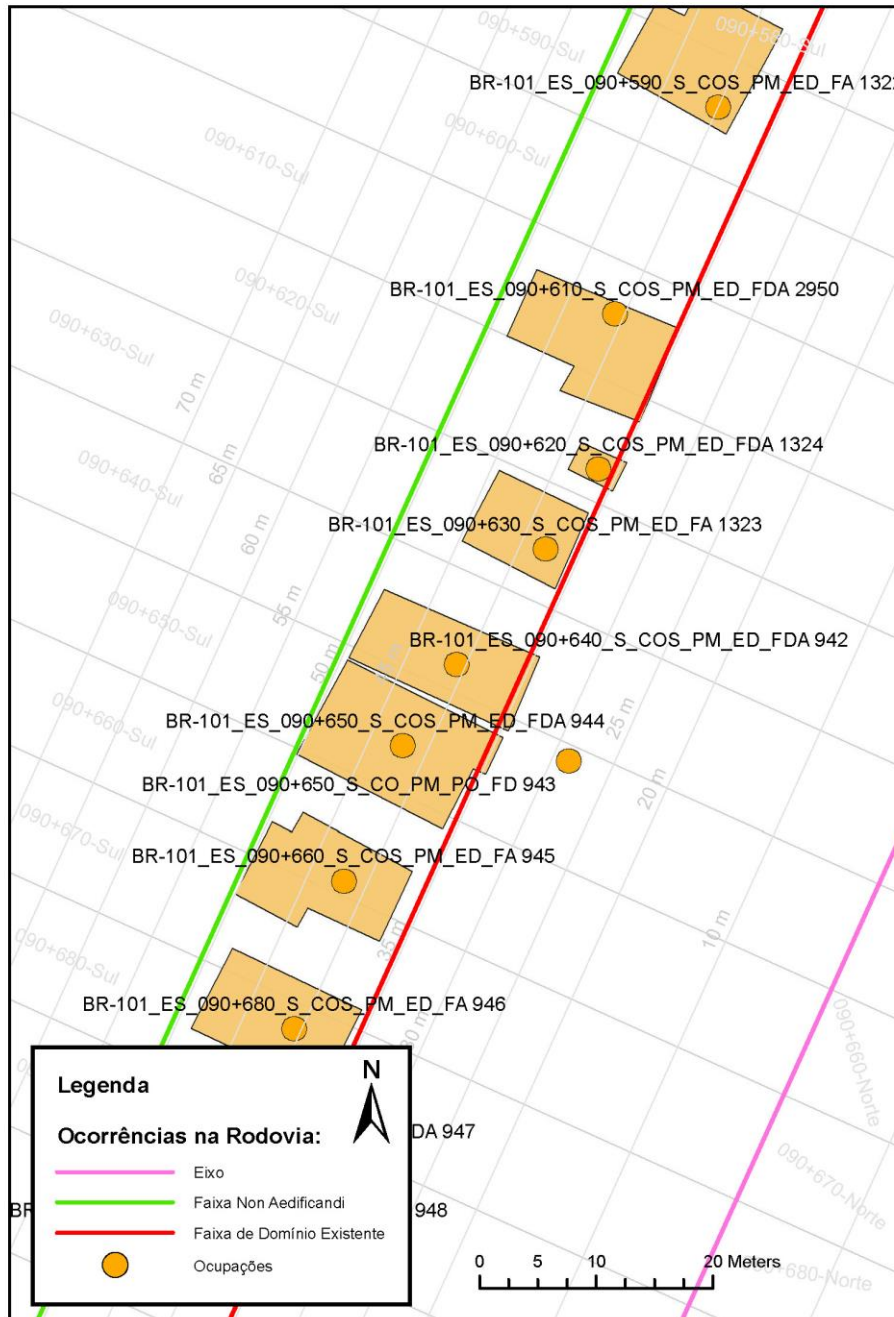 090+590-Sul
090+580-Sul
BR-101_ES_090+590_S_COS_PM_ED_FA 1322
090+610-Sul
090+600-Sul
BR-101_ES_090+610_S_COS_PM_ED_FDA 2950
090+620-Sul
090+630-Sul
70 m
BR-101_ES_090+620_S_COS_PM_ED_FDA 1324
65 m
090+640-Sul
60 m
BR-101_ES_090+630_S_COS_PM_ED_FA 1323
55 m
090+650-Sul
50 m
BR-101_ES_090+640_S_COS_PM_ED_FDA 942
090+660-Sul
25 m
BR-101_ES_090+650_S_COS_PM_ED_FDA 944
20 m
BR-101_ES_090+650_S_CO_PM_PO_FD 943
090+670-Sul
BR-101_ES_090+660_S_COS_PM_ED_FA 945
10 m
35 m
090+680-Sul
BR-101_ES_090+680_S_COS_PM_ED_FA 946
30 m
090+660-Norte
Legenda
N
Ocorrências na Rodovia:
DA 947
090+670-Norte
Eixo
BR
948
Faixa Non Aedificandi
Faixa de Domínio Existente
Ocupações
0 5 10 20 Meters
090+680-Norte